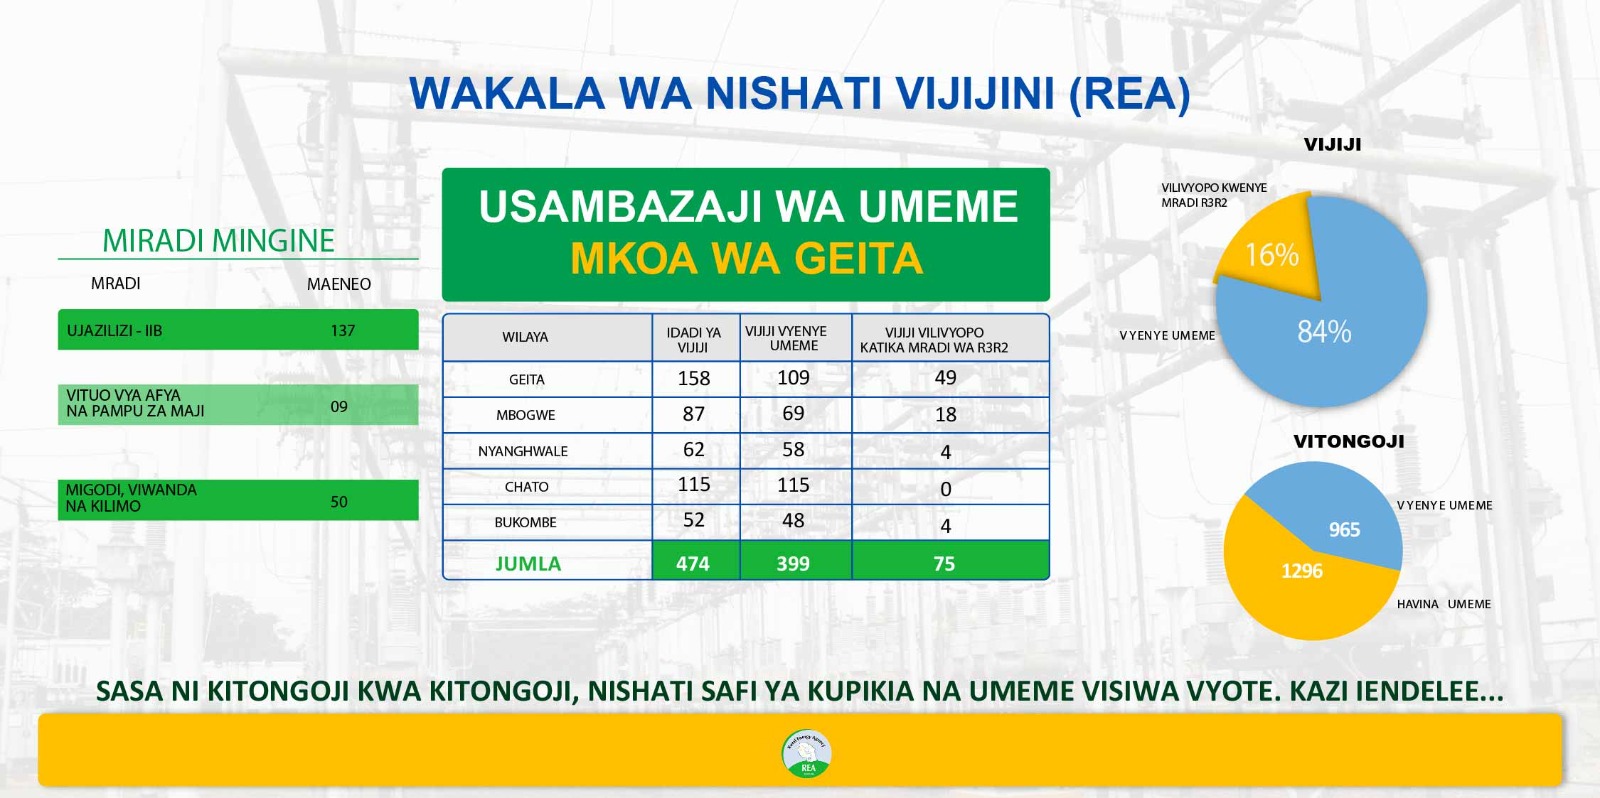 WAKALA WA NISHATI VIJIJINI (REA)
USAMBAZAJI WA UMEME
MKOA WA GEITA
MIRADI MINGINE
MRADI MAENEO
UJAZILIZI - IIB 137
VITUO VYA AFYA
NA PAMPU ZA MAJI 09
MIGODI, VIWANDA
NA KILIMO 50
WILAYA IDADI YA VIJIJI VIJIJI VYENYE UMEME VIJIJI VILIVYOPO KATIKA MRADI WA R3R2
GEITA 158 109 49
MBOGWE 87 69 18
NYANGHWALE 62 58 4
CHATO 115 115 0
BUKOMBE 52 48 4
JUMLA 474 399 75
VIJIJI
VILIVYOPO KWENYE
MRADI R3R2
16%
VYENYE UMEME
84%
VITONGOJI
VYENYE UMEME
965
1296
HAVINA UMEME
SASA NI KITONGOJI KWA KITONGOJI, NISHATI SAFI YA KUPIKIA NA UMEME VISIWA VYOTE. KAZI IENDELEE...
REA